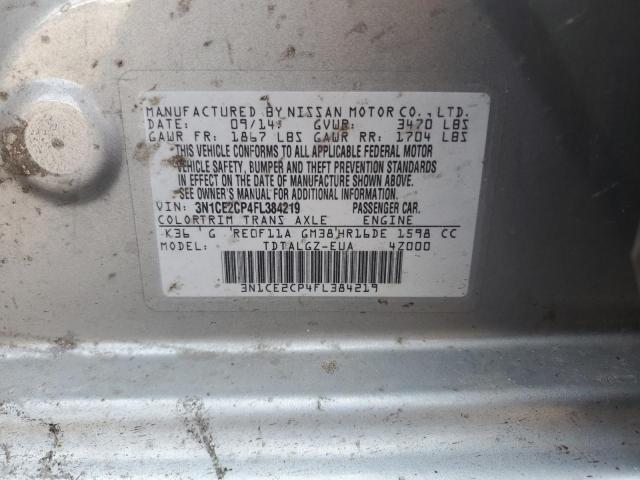 MANUFACTURED BY NISSAN MOTOR CO., LTD.
DATE: 09/14 GVWR: 3470 LBS
GAWR FR: 1867 LBS GAWR RR: 1704 LBS
THIS VEHICLE CONFORMS TO ALL APPLICABLE FEDERAL MOTOR
VEHICLE SAFETY, BUMPER AND THEFT PREVENTION STANDARDS
IN EFFECT ON THE DATE OF MANUFACTURE SHOWN ABOVE.
SEE OWNER'S MANUAL FOR ADDITIONAL INFORMATION.
VIN: 3N1CE2CP4FL384219 PASSENGER CAR.
COLOR TRIM TRANS AXLE ENGINE
K36 G RE0F11A GM38 HR16DE 1598 CC
MODEL: TDTALGZ-EUA 4Z000
3N1CE2CP4FL384219